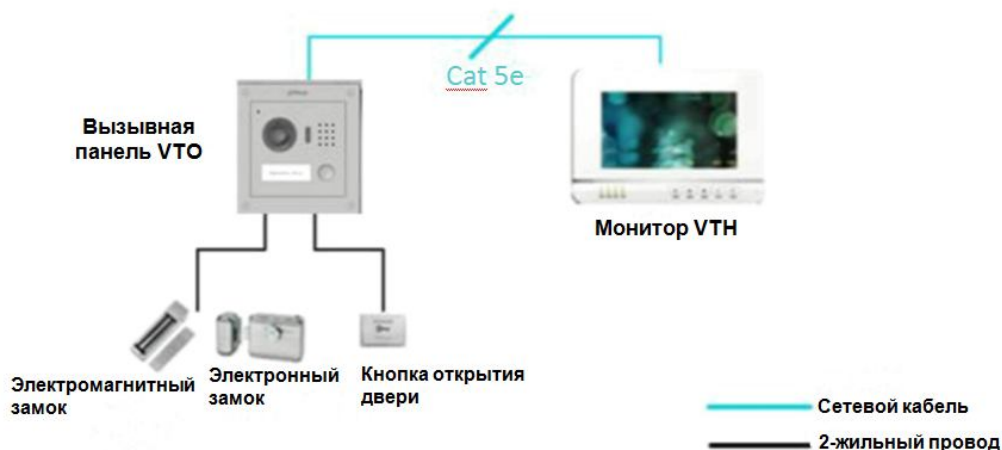 Cat 5e
Вызывная
панель VTO
Монитор VTH
Электромагнитный
замок
Электронный
замок
Кнопка открытия
двери
Сетевой кабель
2-жильный провод